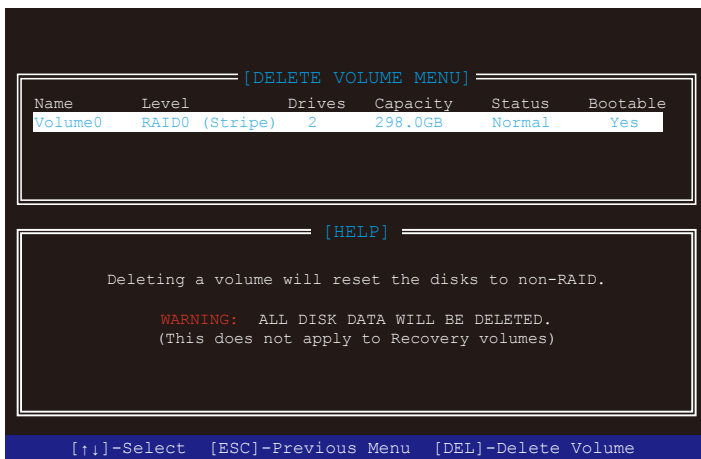 [DELETE VOLUME MENU]
Name Level Drives Capacity Status Bootable
Volume0 RAID0 (Stripe) 2 298.0GB Normal Yes
[HELP]
Deleting a volume will reset the disks to non-RAID.
WARNING: ALL DISK DATA WILL BE DELETED.
(This does not apply to Recovery volumes)
[↑↓]-Select [ESC]-Previous Menu [DEL]-Delete Volume